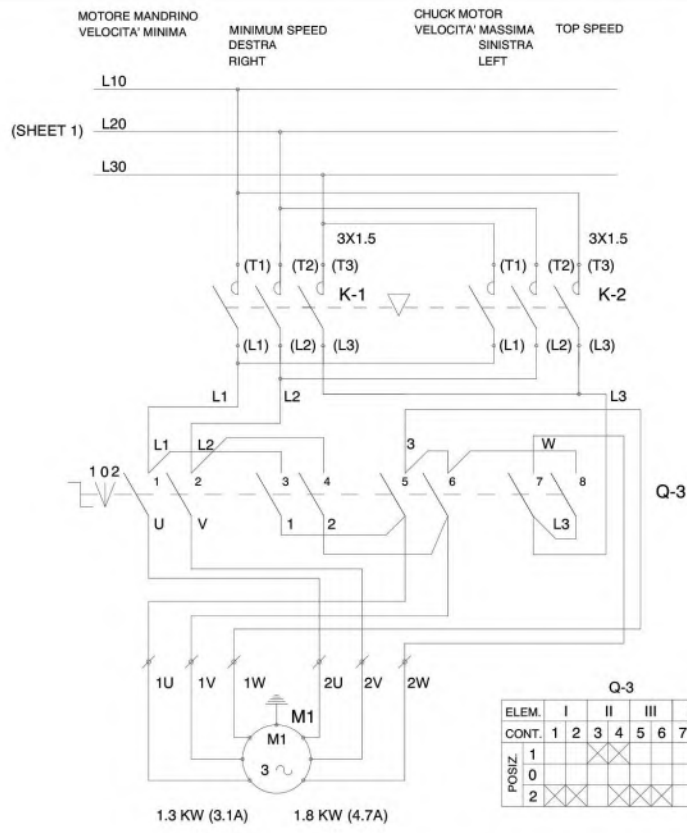 MOTORE MANDRINO
VELOCITA' MINIMA
MINIMUM SPEED
DESTRA
RIGHT
CHUCK MOTOR
VELOCITA' MASSIMA
SINISTRA
LEFT
TOP SPEED
L10
(SHEET 1) L20
L30
3X1.5 3X1.5
(T1) (T2) (T3) (T1) (T2) (T3)
K-1 K-2
(L1) (L2) (L3) (L1) (L2) (L3)
L1 L2 L3
L1 L2 3 W
1 0 2 1 2 3 4 5 6 7 8 Q-3
U V 1 2 L3
1U 1V 1W 2U 2V 2W
M1
M1
3
1.3 KW (3.1A) 1.8 KW (4.7A)
Q-3
ELEM. I II III
CONT. 1 2 3 4 5 6 7
POSIZ.
1
0
2